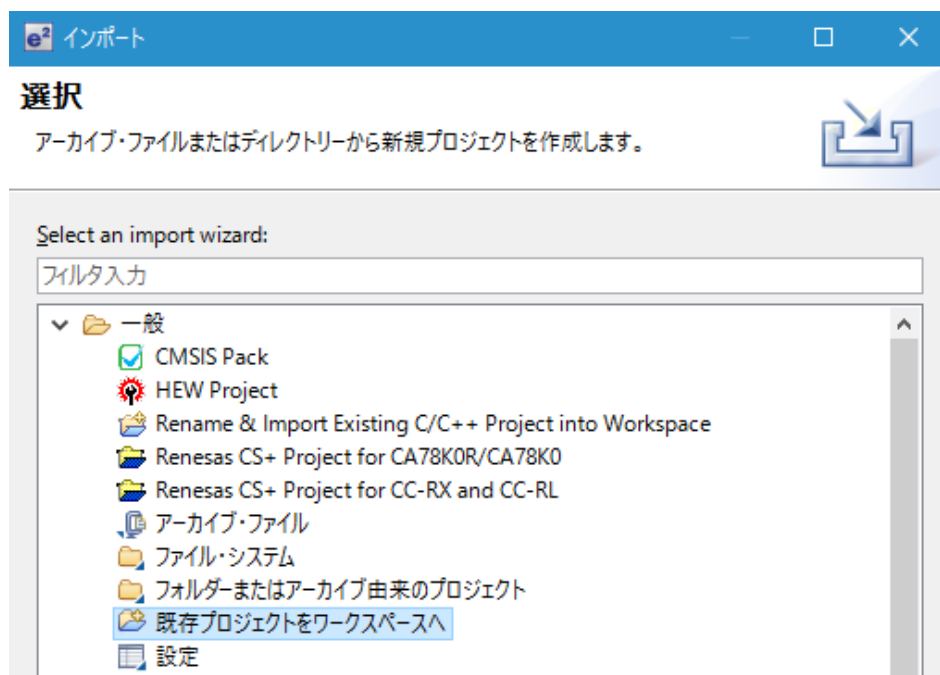 e² インポート
選択
アーカイブ・ファイルまたはディレクトリーから新規プロジェクトを作成します。
Select an import wizard:
フィルタ入力
一般
CMSIS Pack
HEW Project
Rename & Import Existing C/C++ Project into Workspace
Renesas CS+ Project for CA78K0R/CA78K0
Renesas CS+ Project for CC-RX and CC-RL
アーカイブ・ファイル
ファイル・システム
フォルダーまたはアーカイブ由来のプロジェクト
既存プロジェクトをワークスペースへ
設定